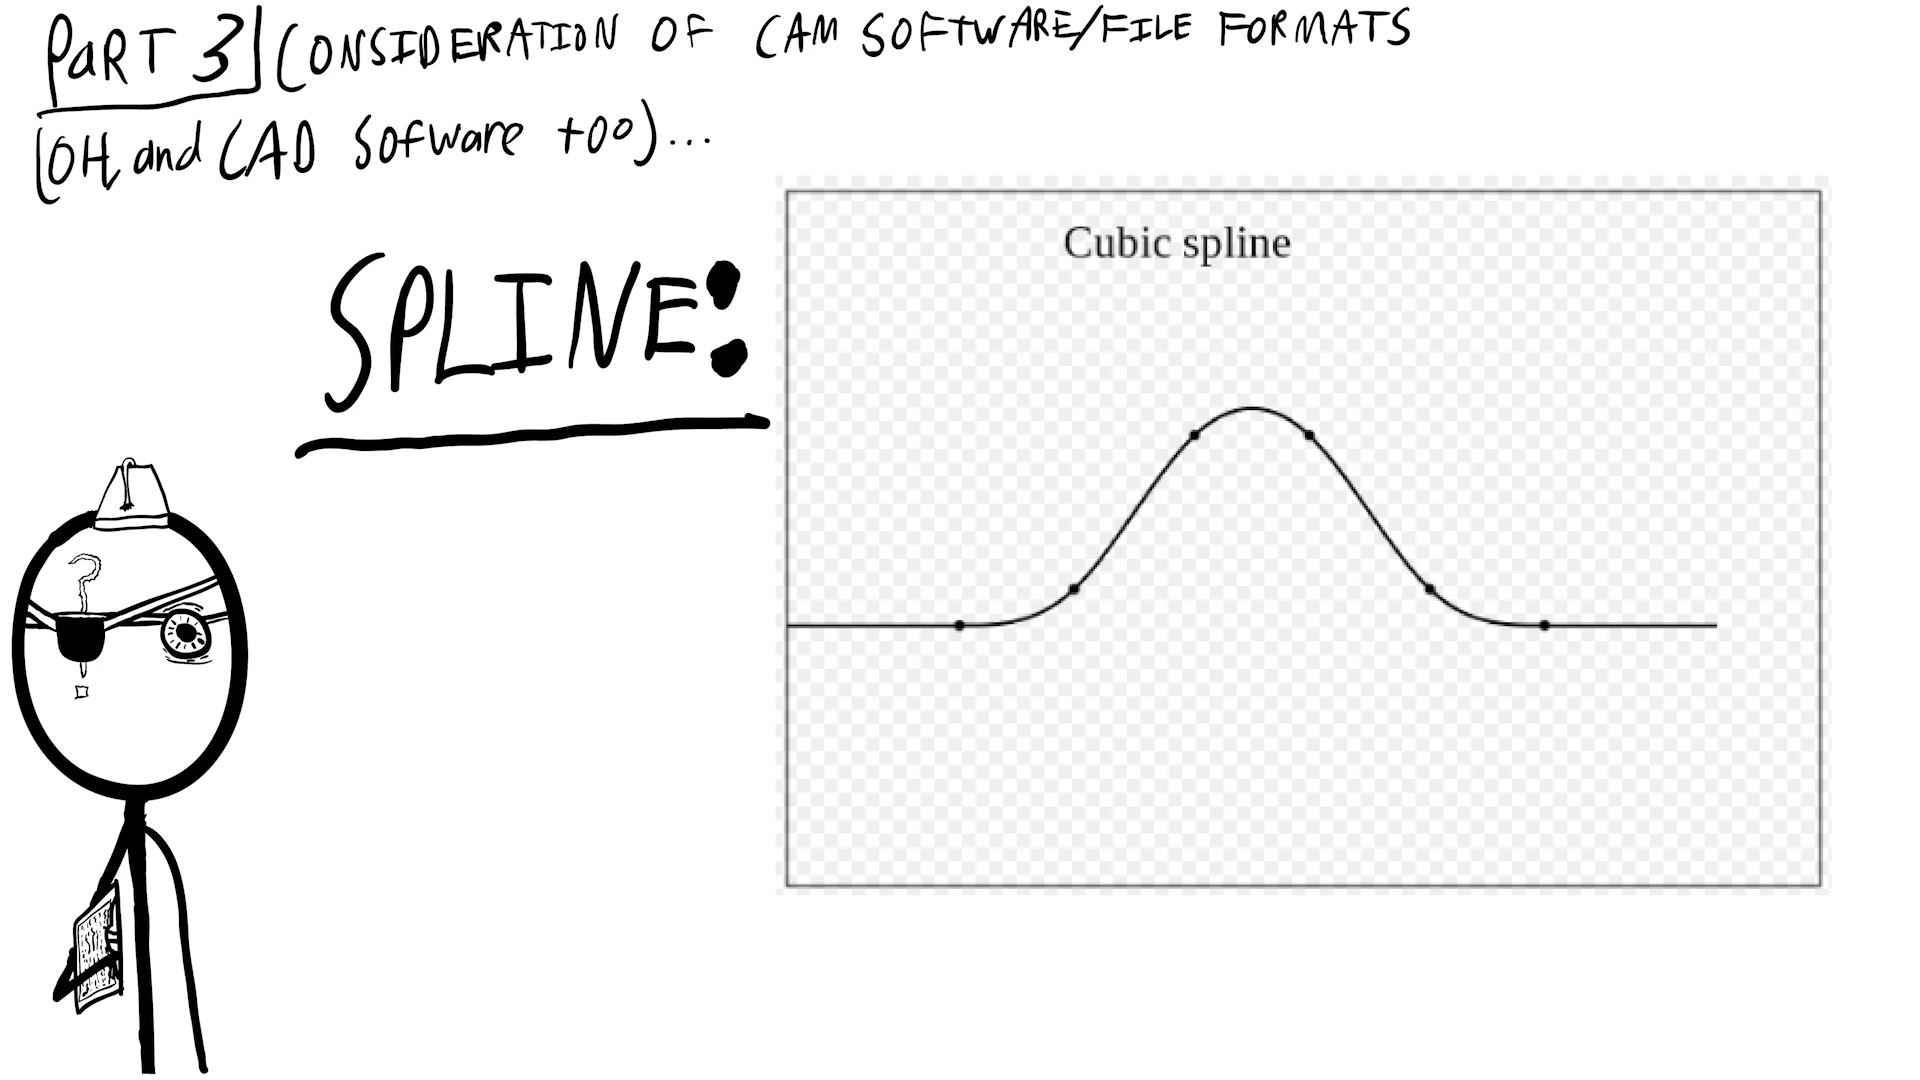 PaRT 3 CONSIDERATION OF CAM SOFTWARE/FILE FORMATS
(OH, and CAD Sofware too)...
SPLINE:
Cubic spline
?